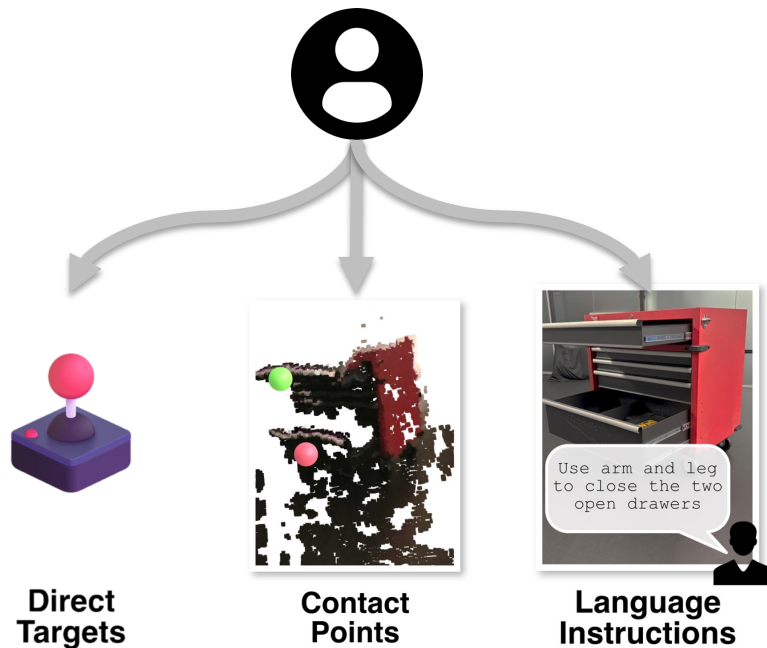 Use arm and leg
to close the two
open drawers
Direct
Targets
Contact
Points
Language
Instructions